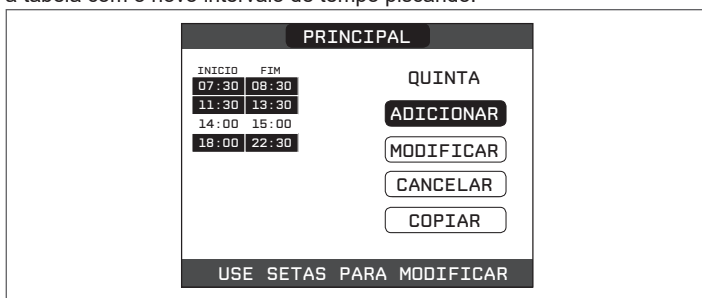 a tabela com o novo intervalo de tempo piscando.
PRINCIPAL
INICIO FIM
07:30 08:30
11:30 13:30
14:00 15:00
18:00 22:30
QUINTA
ADICIONAR
MODIFICAR
CANCELAR
COPIAR
USE SETAS PARA MODIFICAR